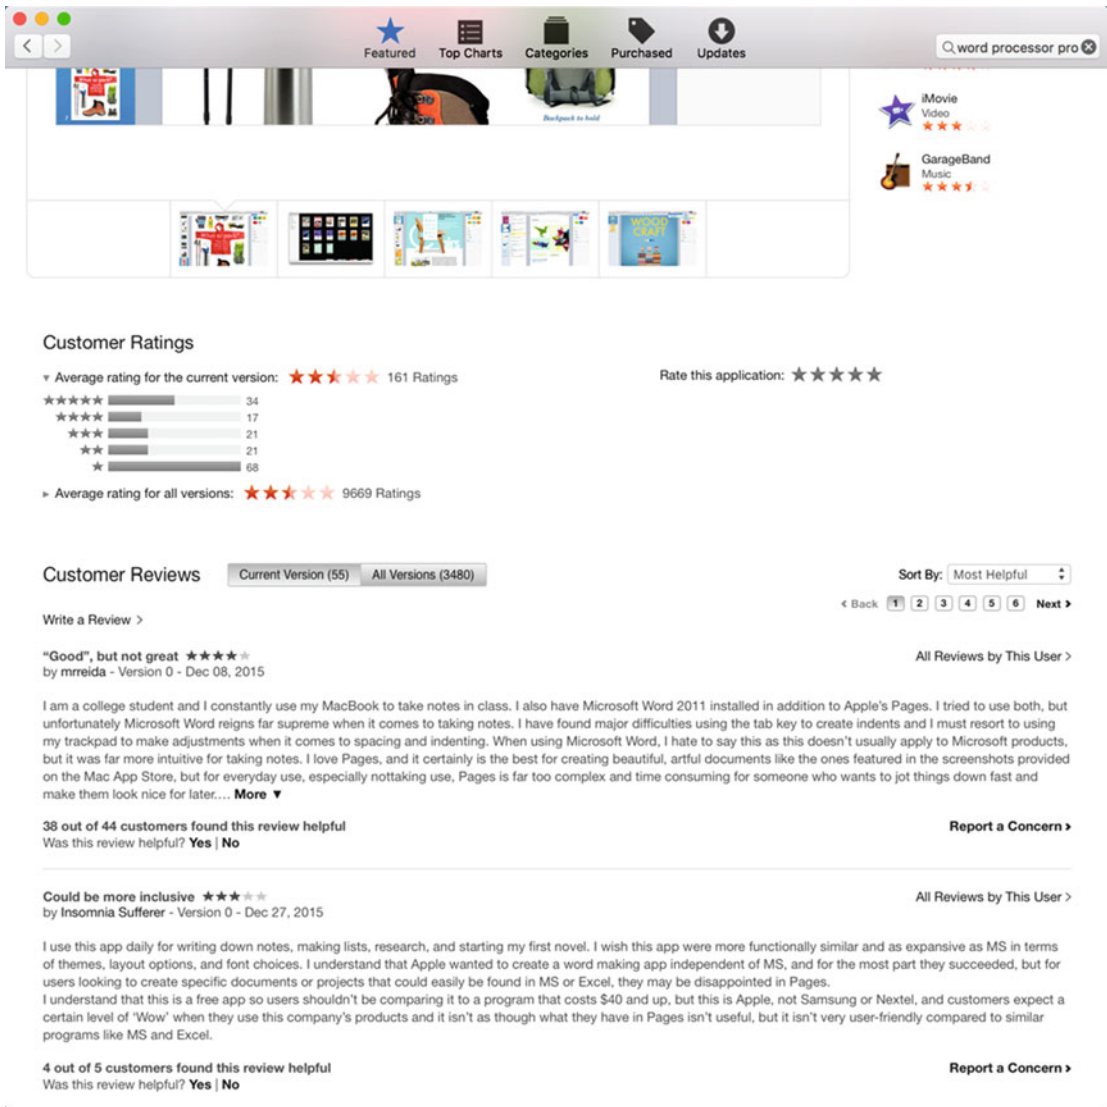 Featured
Top Charts
Categories
Purchased
Updates
word processor pro
Backpack to hold
iMovie
Video
GarageBand
Music
WOOD
CRAFT
Customer Ratings
Average rating for the current version: 161 Ratings
Rate this application:
34
17
21
21
68
Average rating for all versions: 9669 Ratings
Customer Reviews
Current Version (55)
All Versions (3480)
Sort By: Most Helpful
Back 1 2 3 4 5 6 Next
Write a Review
“Good”, but not great
All Reviews by This User
by mrreida - Version 0 - Dec 08, 2015
I am a college student and I constantly use my MacBook to take notes in class. I also have Microsoft Word 2011 installed in addition to Apple's Pages. I tried to use both, but
unfortunately Microsoft Word reigns far supreme when it comes to taking notes. I have found major difficulties using the tab key to create indents and I must resort to using
my trackpad to make adjustments when it comes to spacing and indenting. When using Microsoft Word, I hate to say this as this doesn't usually apply to Microsoft products,
but it was far more intuitive for taking notes. I love Pages, and it certainly is the best for creating beautiful, artful documents like the ones featured in the screenshots provided
on the Mac App Store, but for everyday use, especially nottaking use, Pages is far too complex and time consuming for someone who wants to jot things down fast and
make them look nice for later.... More
38 out of 44 customers found this review helpful
Report a Concern
Was this review helpful? Yes | No
Could be more inclusive
All Reviews by This User
by Insomnia Sufferer - Version 0 - Dec 27, 2015
I use this app daily for writing down notes, making lists, research, and starting my first novel. I wish this app were more functionally similar and as expansive as MS in terms
of themes, layout options, and font choices. I understand that Apple wanted to create a word making app independent of MS, and for the most part they succeeded, but for
users looking to create specific documents or projects that could easily be found in MS or Excel, they may be disappointed in Pages.
I understand that this is a free app so users shouldn't be comparing it to a program that costs $40 and up, but this is Apple, not Samsung or Nextel, and customers expect a
certain level of 'Wow' when they use this company's products and it isn't as though what they have in Pages isn't useful, but it isn't very user-friendly compared to similar
programs like MS and Excel.
4 out of 5 customers found this review helpful
Report a Concern
Was this review helpful? Yes | No